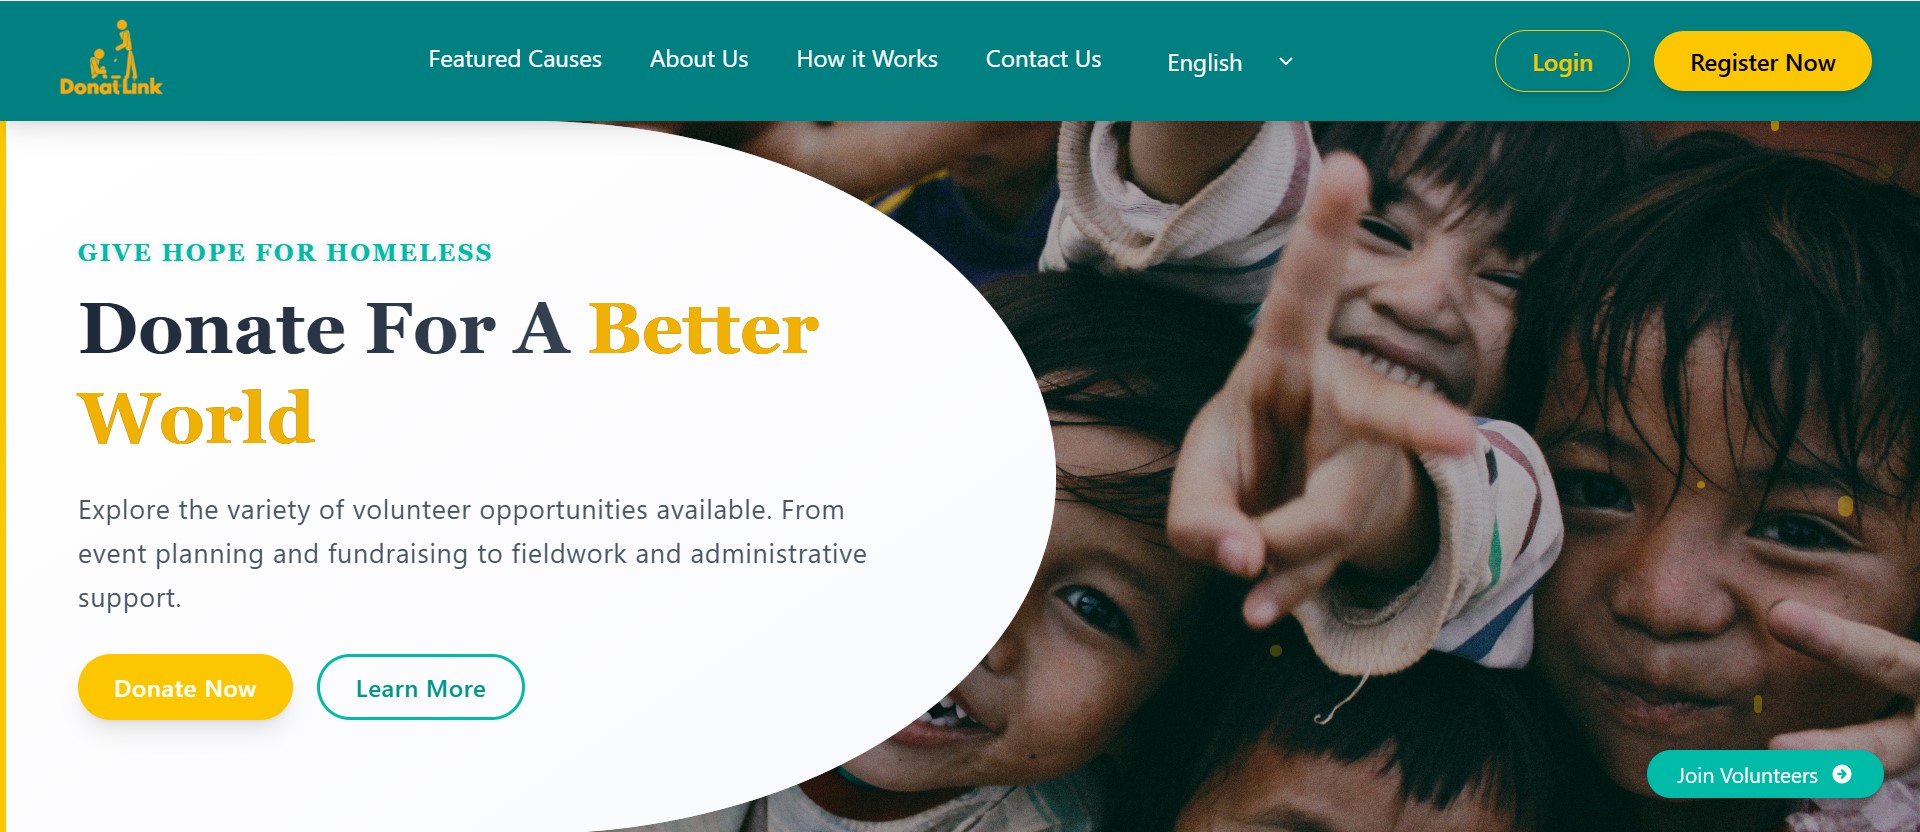 DonatLink
Featured Causes
About Us
How it Works
Contact Us
English
Login
Register Now
GIVE HOPE FOR HOMELESS
Donate For A Better
World
Explore the variety of volunteer opportunities available. From
event planning and fundraising to fieldwork and administrative
support.
Donate Now
Learn More
Join Volunteers